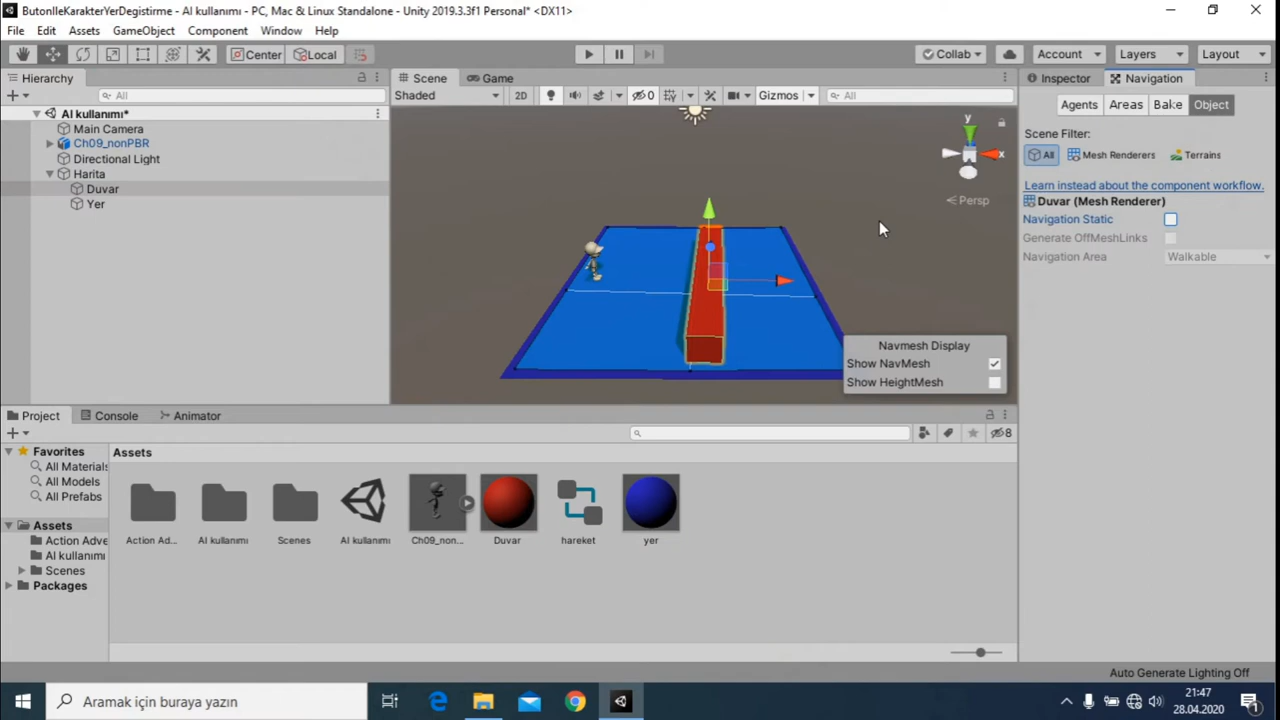 ButonlleKarakterYerDegistirme - AI kullanımı - PC, Mac & Linux Standalone - Unity 2019.3.3f1 Personal* <DX11>
File Edit Assets GameObject Component Window Help
Center Local Collab Account Layers Layout
Hierarchy Scene Game Inspector Navigation
All Shaded 2D 0 Gizmos All Agents Areas Bake Object
AI kullanımı*
Main Camera
Ch09_nonPBR
Directional Light
Harita
Duvar
Yer
y
x
Persp
Scene Filter:
All Mesh Renderers Terrains
Learn instead about the component workflow.
Duvar (Mesh Renderer)
Navigation Static
Generate OffMeshLinks
Navigation Area Walkable
Navmesh Display
Show NavMesh
Show HeightMesh
Project Console Animator
8
Favorites
All Materials
All Models
All Prefabs
Assets
Action Adve
AI kullanımı
Scenes
Packages
Assets
Action Ad... AI kullanımı Scenes AI kullanımı Ch09_non... Duvar hareket yer
Auto Generate Lighting Off
Aramak için buraya yazın
21:47
28.04.2020
1